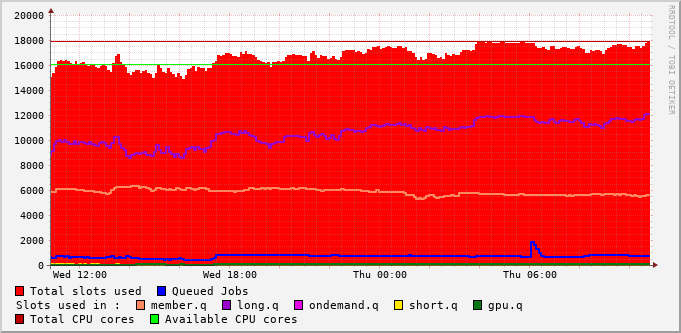 RRDTOOL / TOBI OETIKER
20000
18000
16000
14000
12000
10000
8000
6000
4000
2000
0
Wed 12:00 Wed 18:00 Thu 00:00 Thu 06:00
Total slots used Queued Jobs
Slots used in : member.q long.q ondemand.q short.q gpu.q
Total CPU cores Available CPU cores